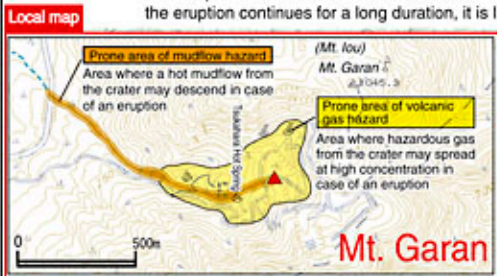 the eruption continues for a long duration, it is l
Local map
Prone area of mudflow hazard
Area where a hot mudflow from
the crater may descend in case
of an eruption
(Mt. Iou)
Mt. Garan
Prone area of volcanic
gas hazard
Area where hazardous gas
from the crater may spread
at high concentration in
case of an eruption
Tsukahara Hot Spring
0
500m
Mt. Garan